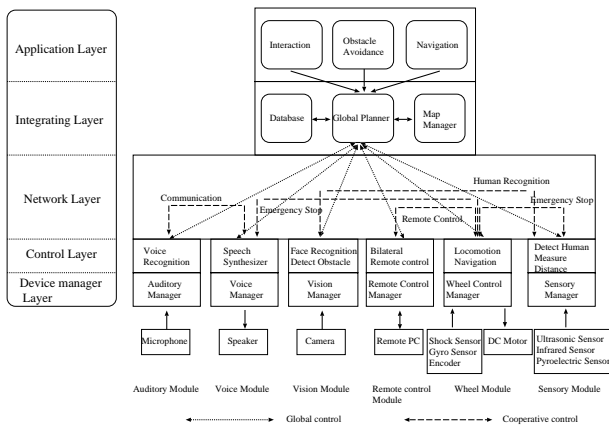 Application Layer
Interaction
Obstacle
Avoidance
Navigation
Integrating Layer
Database
Global Planner
Map
Manager
Network Layer
Communication
Human Recognition
Emergency Stop
Emergency Stop
Remote Control
Control Layer
Voice
Recognition
Speech
Synthesizer
Face Recognition
Detect Obstacle
Bilateral
Remote control
Locomotion
Navigation
Detect Human
Measure
Distance
Device manager
Layer
Auditory
Manager
Voice
Manager
Vision
Manager
Remote Control
Manager
Wheel Control
Manager
Sensory
Manager
Microphone
Speaker
Camera
Remote PC
Shock Sensor
Gyro Sensor
Encoder
DC Motor
Ultrasonic Sensor
Infrared Sensor
Pyroelectric Sensor
Auditory Module
Voice Module
Vision Module
Remote control
Module
Wheel Module
Sensory Module
Global control
Cooperative control